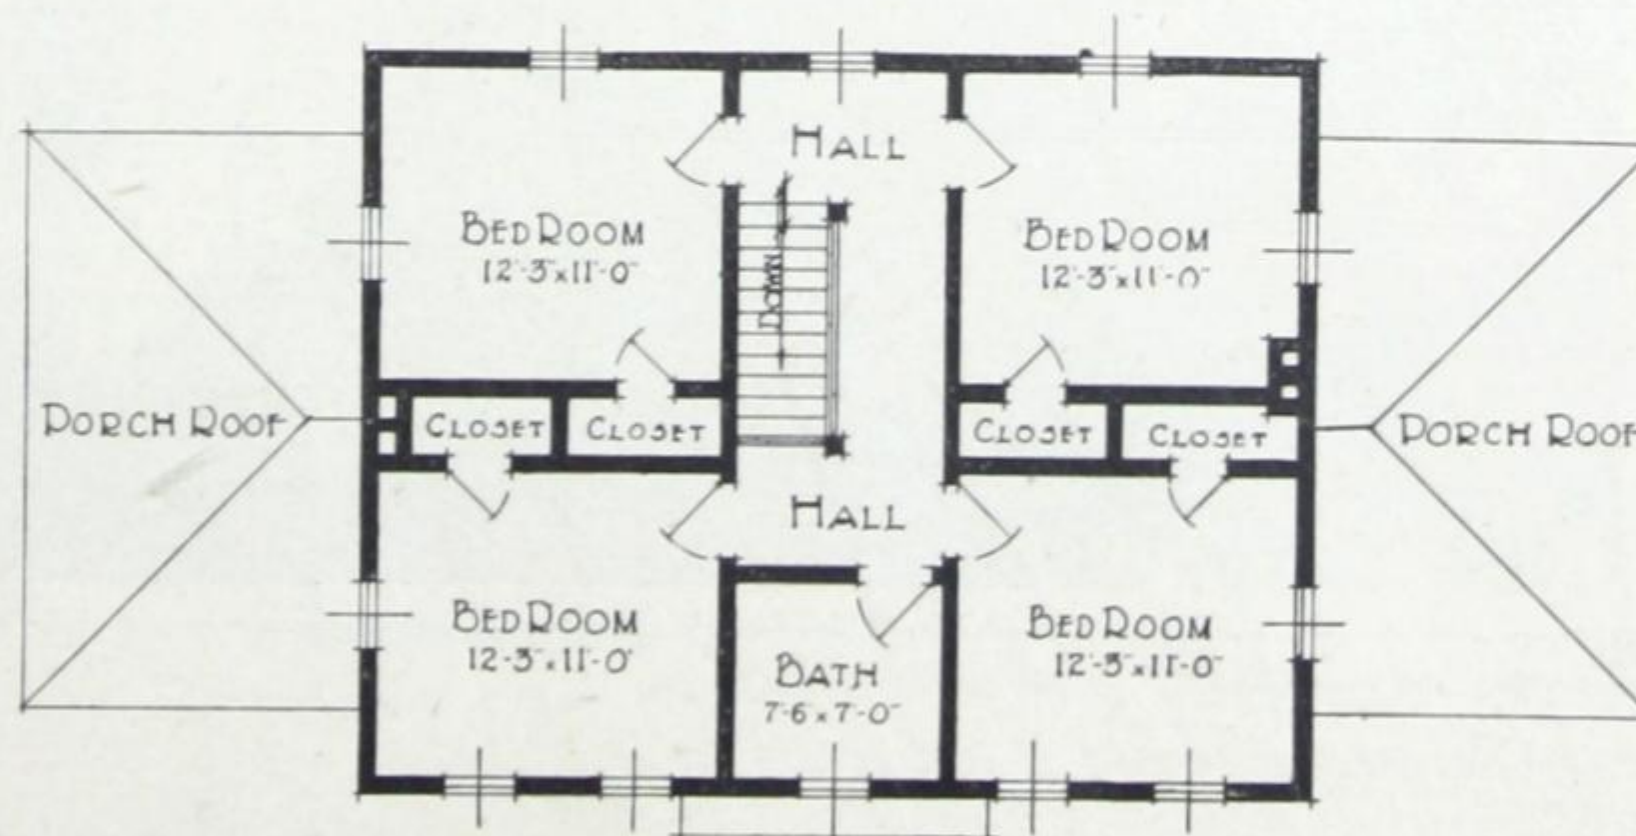 HALL
BED ROOM
12'-3"x11'-0"
DOWN
BED ROOM
12'-3"x11'-0"
PORCH ROOF
CLOSET
CLOSET
CLOSET
CLOSET
PORCH ROOF
HALL
BED ROOM
12'-3"x11'-0"
BATH
7'-6"x7'-0"
BED ROOM
12'-3"x11'-0"